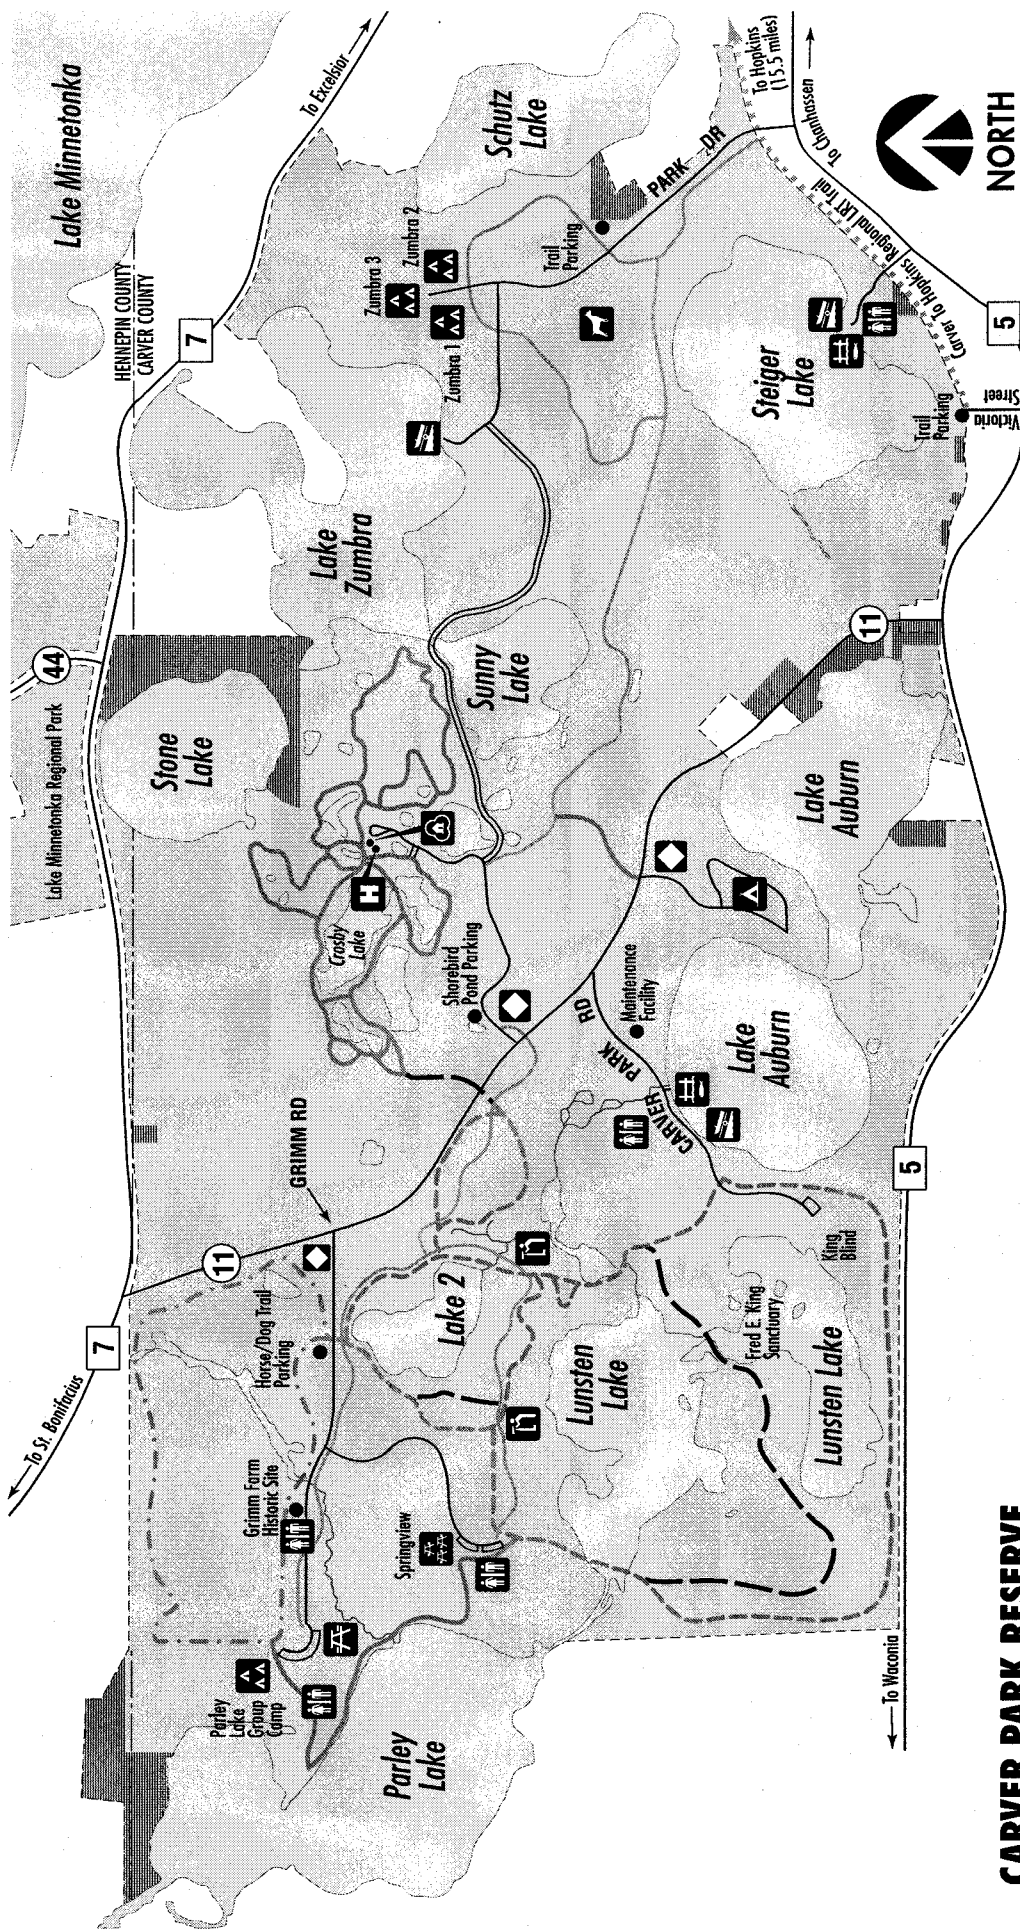 Lake Minnetonka
To Excelsior
HENNEPIN COUNTY
CARVER COUNTY
7
44
Lake Minnetonka Regional Park
Stone
Lake
Lake
Zumbra
Schutz
Lake
Zumbra 3
Zumbra 2
Zumbra 1
Trail
Parking
PARK DR
To Hopkins
(15.5 miles)
To Chanhassen
Carver To Hopkins Regional LRT Trail
NORTH
Steiger
Lake
Trail
Parking
Victoria
Street
5
Sunny
Lake
11
Lake
Auburn
H
Crosby
Lake
Shorebird
Pond Parking
Maintenance
Facility
CARVER PARK RD
Lake
Auburn
5
GRIMM RD
11
7
To St. Bonifacius
Horse/Dog Trail
Parking
Lake 2
Grimm Farm
Historic Site
Springview
Lunsten
Lake
King
Blind
Fred E. King
Sanctuary
Lunsten Lake
Parley
Lake
Group
Camp
Parley
Lake
To Waconia
CARVER PARK RESERVE